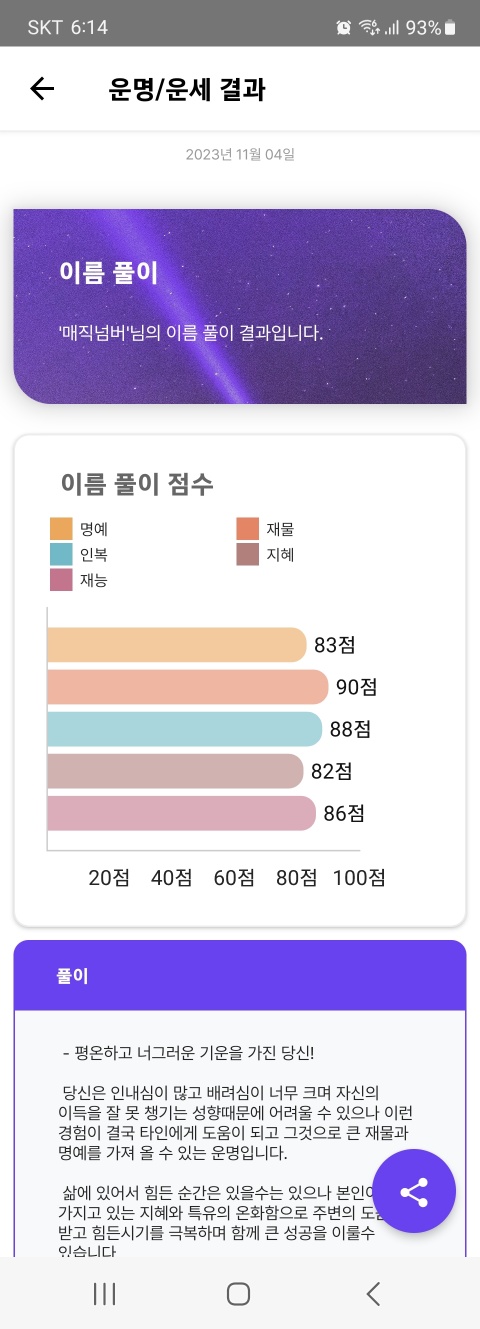 SKT 6:14
93%
운명/운세 결과
2023년 11월 04일
이름 풀이
'매직넘버'님의 이름 풀이 결과입니다.
이름 풀이 점수
명예
재물
인복
지혜
재능
83점
90점
88점
82점
86점
20점 40점 60점 80점 100점
풀이
- 평온하고 너그러운 기운을 가진 당신!
당신은 인내심이 많고 배려심이 너무 크며 자신의
이득을 잘 못 챙기는 성향때문에 어려울 수 있으나 이런
경험이 결국 타인에게 도움이 되고 그것으로 큰 재물과
명예를 가져 올 수 있는 운명입니다.
삶에 있어서 힘든 순간은 있을수는 있으나
가지고 있는 지혜와 특유의 온화함으로 주변의
받고 힘든시기를 극복하며 함께 큰 성공을 이룰수
있습니다